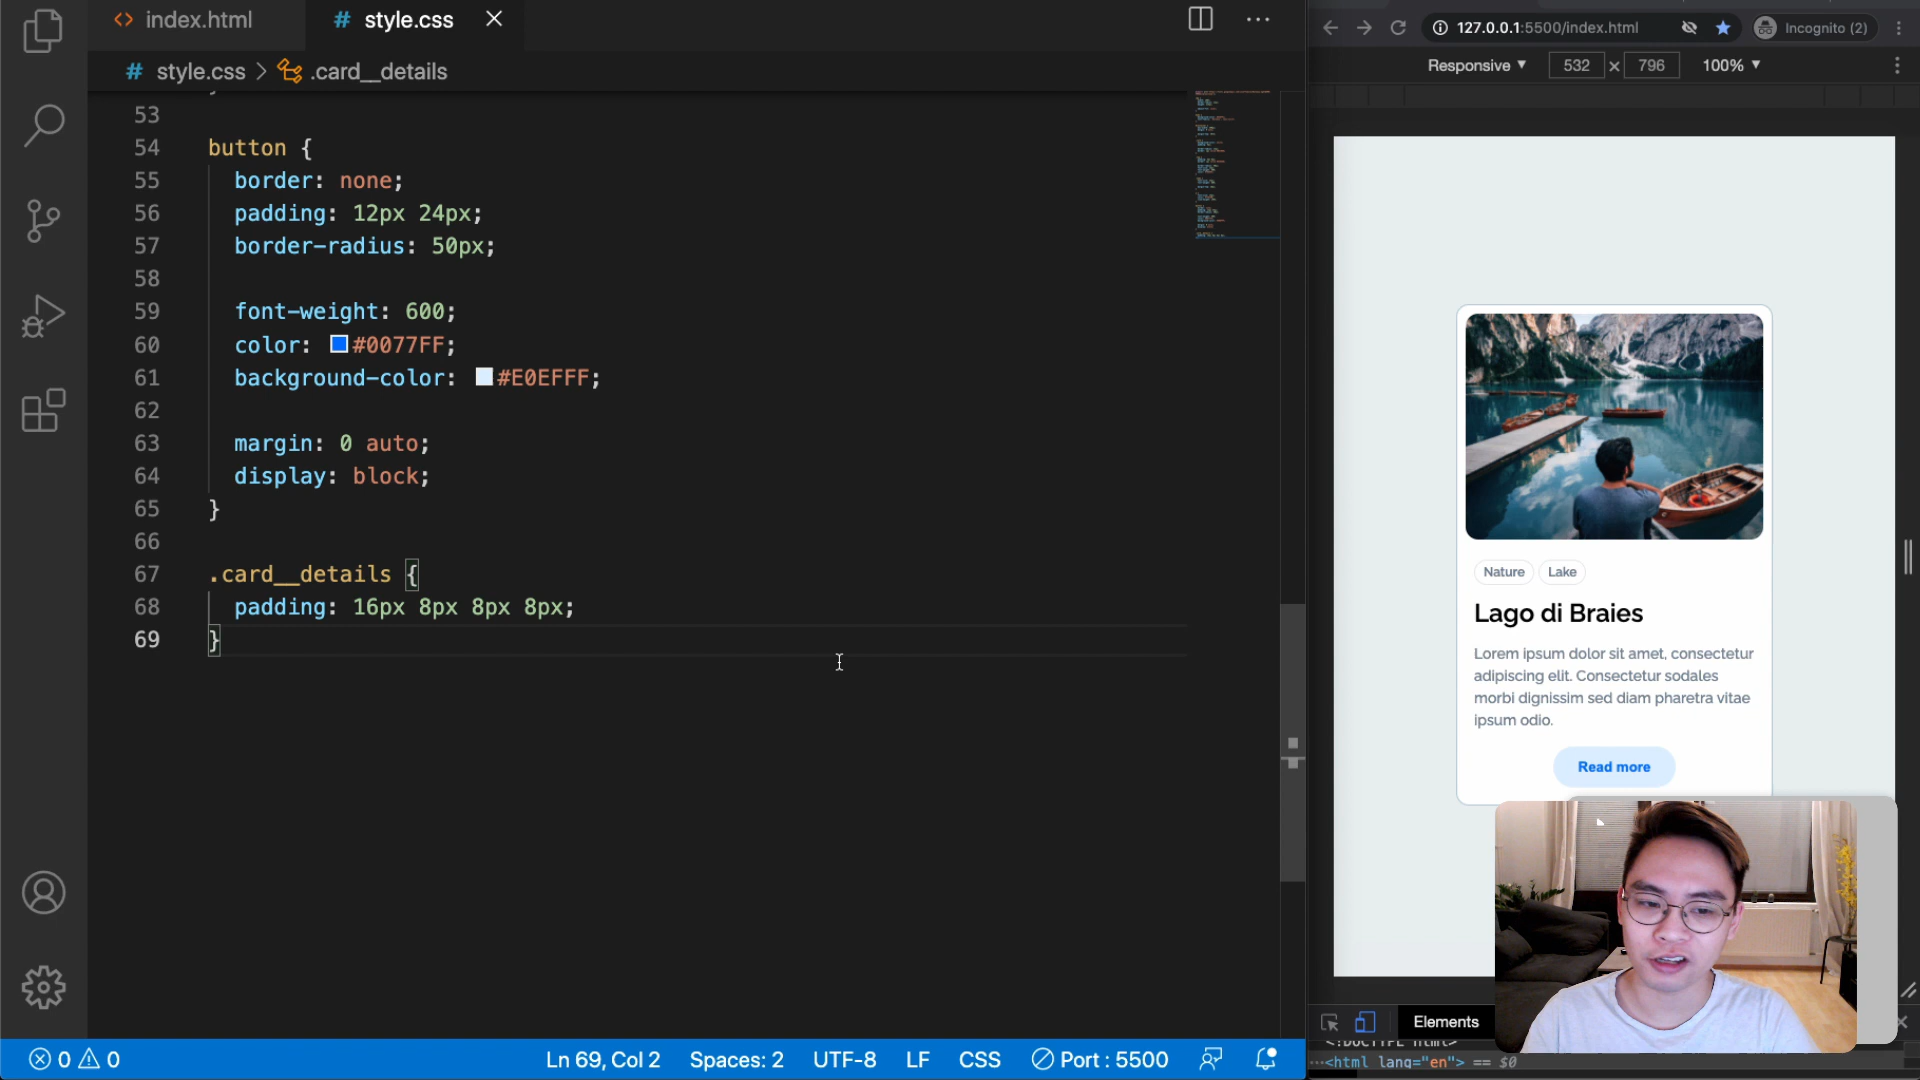 index.html
# style.css
# style.css > .card__details
53
54 button {
55 border: none;
56 padding: 12px 24px;
57 border-radius: 50px;
58
59 font-weight: 600;
60 color: #0077FF;
61 background-color: #E0EFFF;
62
63 margin: 0 auto;
64 display: block;
65 }
66
67 .card__details {
68 padding: 16px 8px 8px 8px;
69 }
0 0
Ln 69, Col 2 Spaces: 2 UTF-8 LF CSS Port : 5500
127.0.0.1:5500/index.html Incognito (2)
Responsive 532 x 796 100%
Nature Lake
Lago di Braies
Lorem ipsum dolor sit amet, consectetur
adipiscing elit. Consectetur sodales
morbi dignissim sed diam pharetra vitae
ipsum odio.
Read more
Elements
<!DOCTYPE html>
···<html lang="en"> == $0